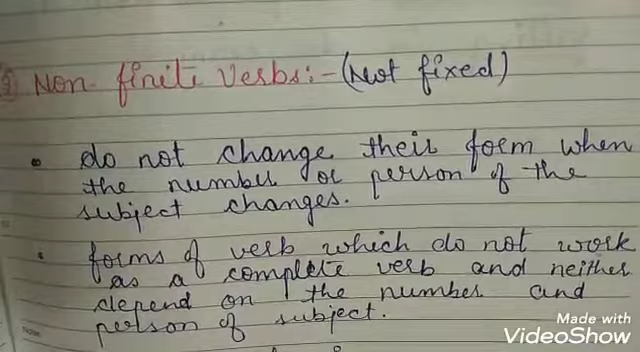 Non-finite Verbs:- (Not fixed)
do not change their form when
the number or person of the
subject changes.
forms of verb which do not work
as a complete verb and neither
depend on the number and
person of subject.
Made with
VideoShow